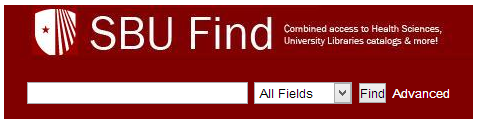 SBU Find
Combined access to Health Sciences,
University Libraries catalogs & more!
All Fields Find Advanced